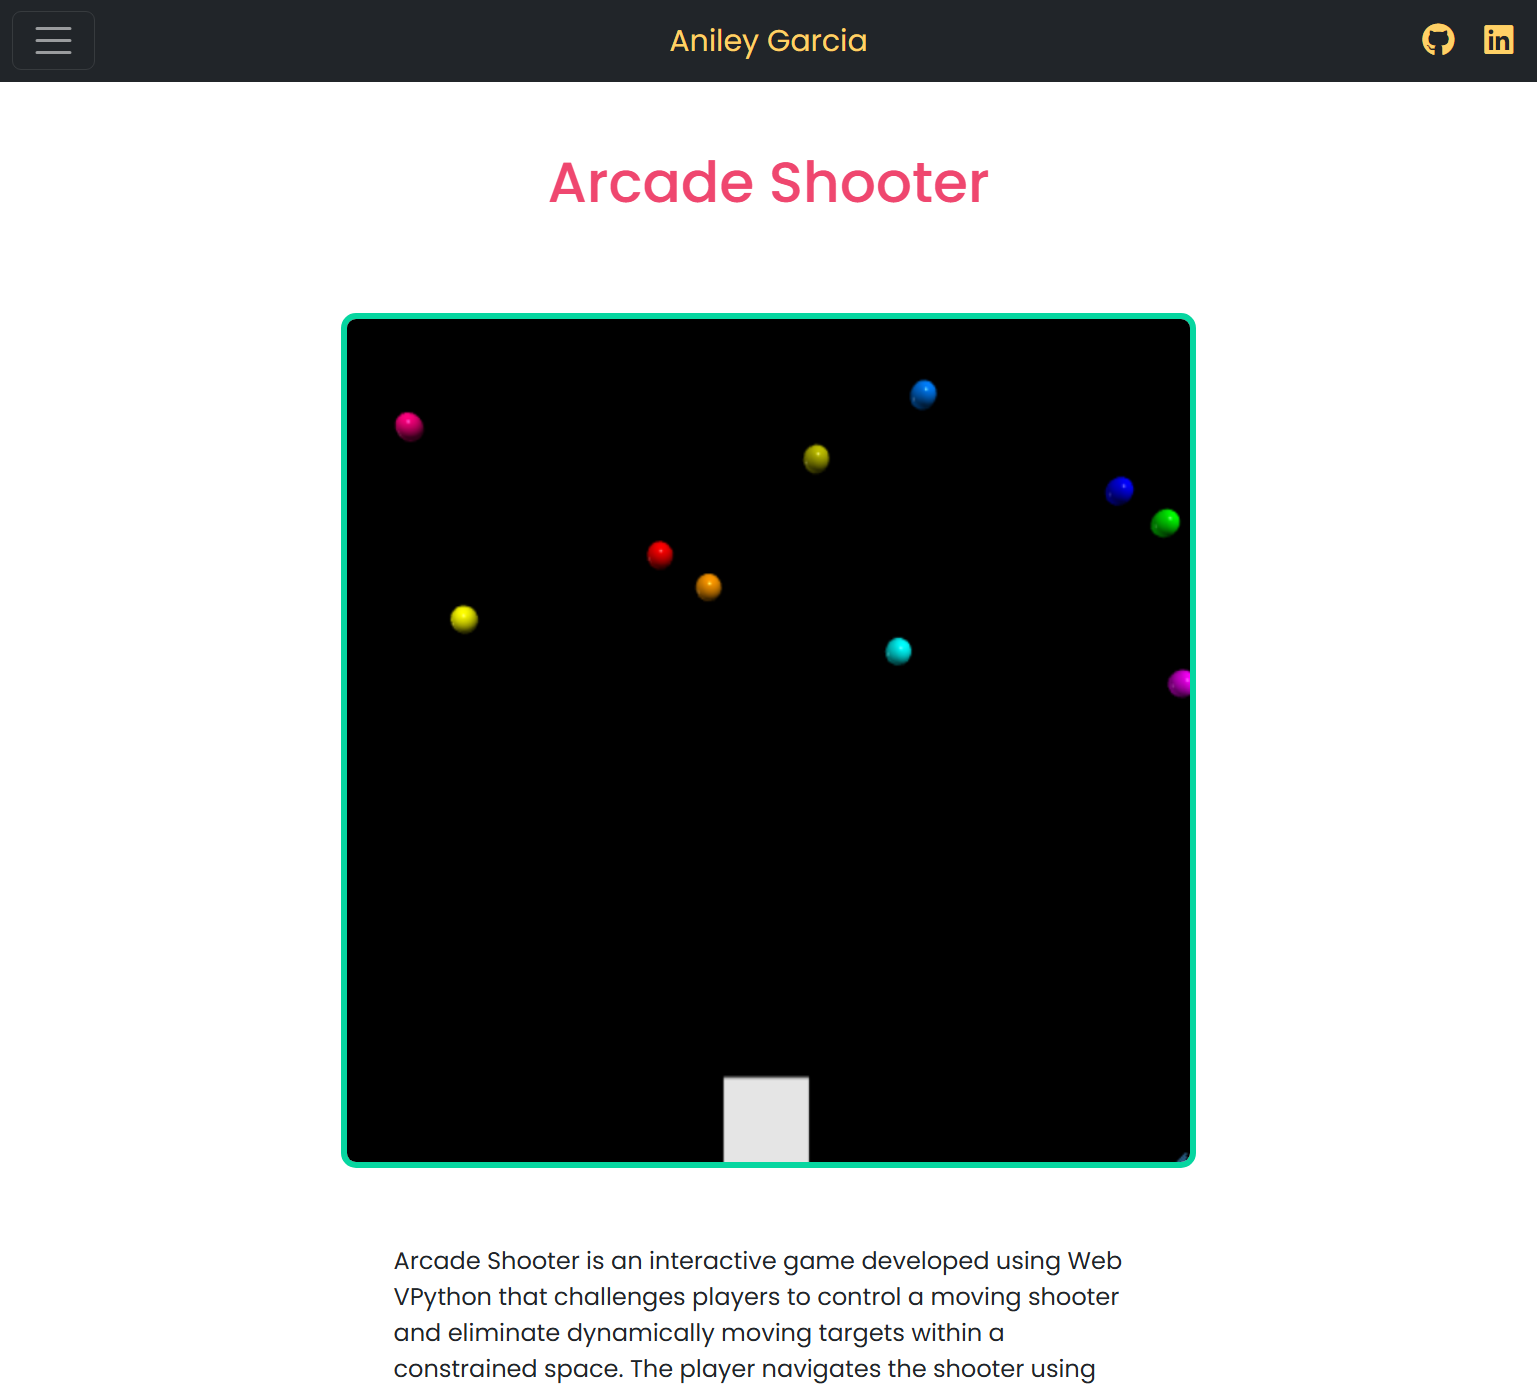 Aniley Garcia
Arcade Shooter
Arcade Shooter is an interactive game developed using Web
VPython that challenges players to control a moving shooter
and eliminate dynamically moving targets within a
constrained space. The player navigates the shooter using